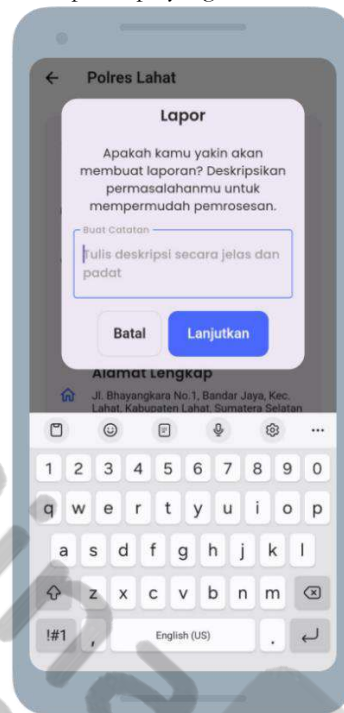 Polres Lahat
Lapor
Apakah kamu yakin akan
membuat laporan? Deskripsikan
permasalahanmu untuk
mempermudah pemrosesan.
Buat Catatan
Tulis deskripsi secara jelas dan
padat
Batal
Lanjutkan
Alamat Lengkap
Jl. Bhayangkara No.1, Bandar Jaya, Kec.
Lahat, Kabupaten Lahat, Sumatera Selatan
1 2 3 4 5 6 7 8 9 0
q w e r t y u i o p
a s d f g h j k l
z x c v b n m
!#1 , English (US) .